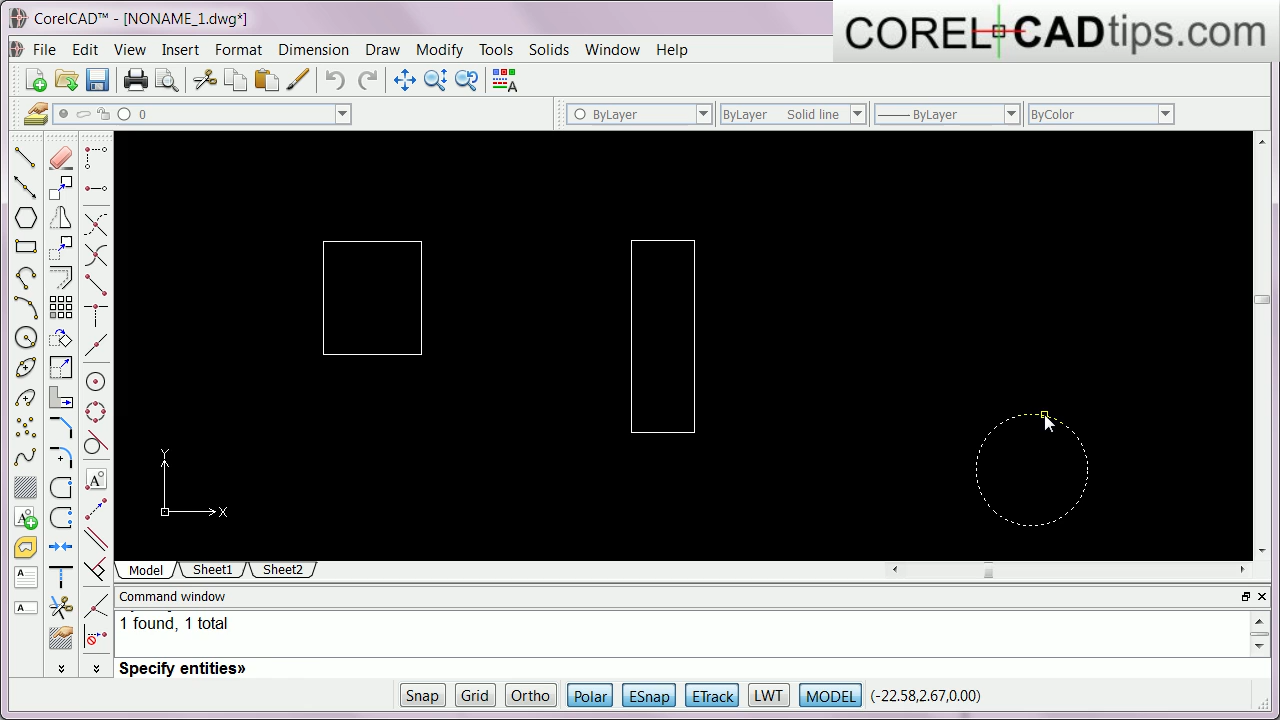 CorelCAD™ - [NONAME_1.dwg*]
COREL CADtips.com
File Edit View Insert Format Dimension Draw Modify Tools Solids Window Help
0 ByLayer ByLayer Solid line ByLayer ByColor
Y
X
Model Sheet1 Sheet2
Command window
1 found, 1 total
Specify entities»
Snap Grid Ortho Polar ESnap ETrack LWT MODEL (-22.58,2.67,0.00)